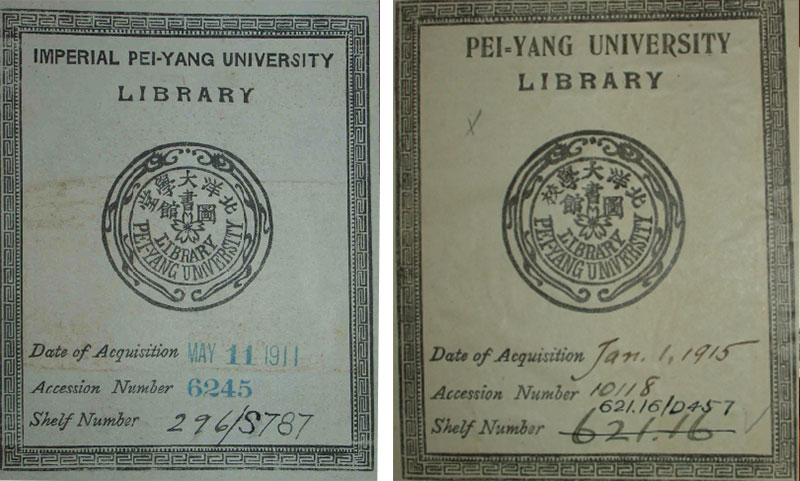 IMPERIAL PEI-YANG UNIVERSITY
LIBRARY
北洋大學堂
圖書館
LIBRARY
PEI-YANG UNIVERSITY
Date of Acquisition MAY 11 1911
Accession Number 6245
Shelf Number 296/S787
PEI-YANG UNIVERSITY
LIBRARY
北洋大學校
圖書館
LIBRARY
PEI-YANG UNIVERSITY
Date of Acquisition Jan. 1, 1915
Accession Number 10118
621.16/D457
Shelf Number 621.16